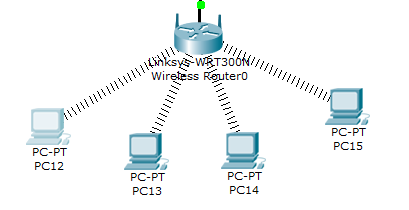 Linksys-WRT300N
Wireless Router0
PC-PT
PC12
PC-PT
PC13
PC-PT
PC14
PC-PT
PC15